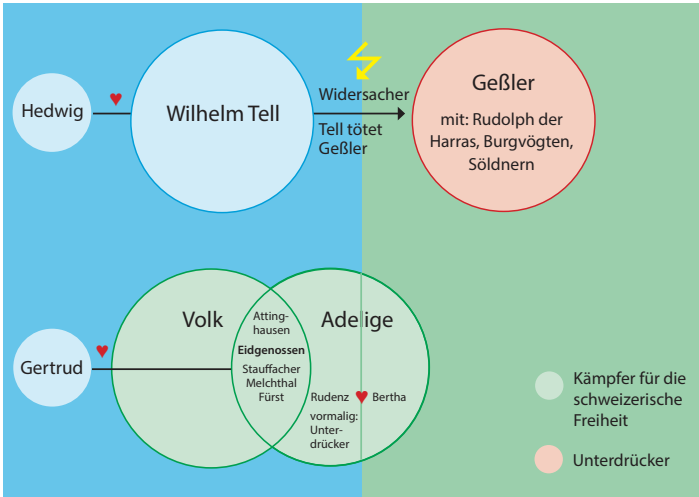 Hedwig
Wilhelm Tell
Widersacher
Tell tötet
Geßler
Geßler
mit: Rudolph der
Harras, Burgvögten,
Söldnern
Volk
Adelige
Atting-
hausen
Eidgenossen
Stauffacher
Melchthal
Fürst
Gertrud
Rudenz
vormalig:
Unter-
drücker
Bertha
Kämpfer für die
schweizerische
Freiheit
Unterdrücker